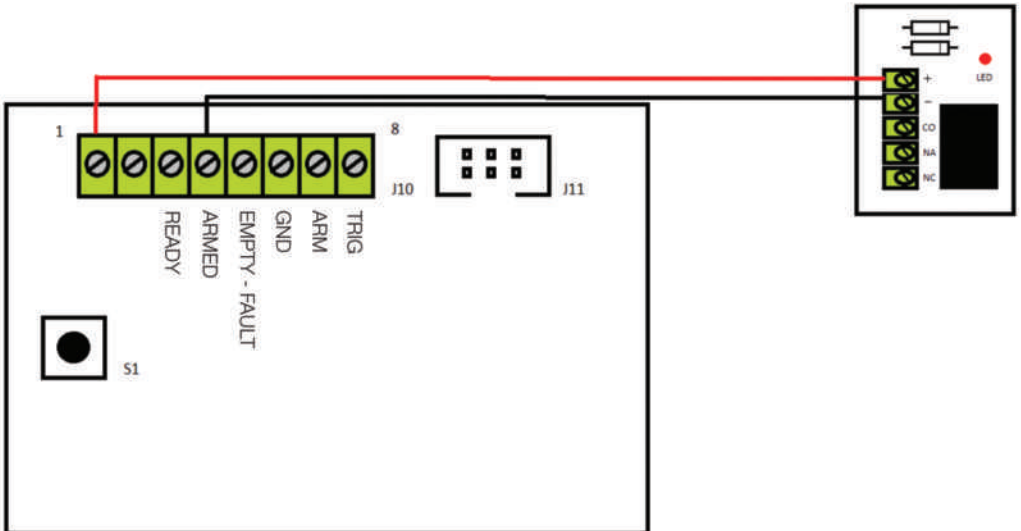 +
LED
−
CO
NA
NC
1
8
J10
J11
READY
ARMED
EMPTY - FAULT
GND
ARM
TRIG
S1